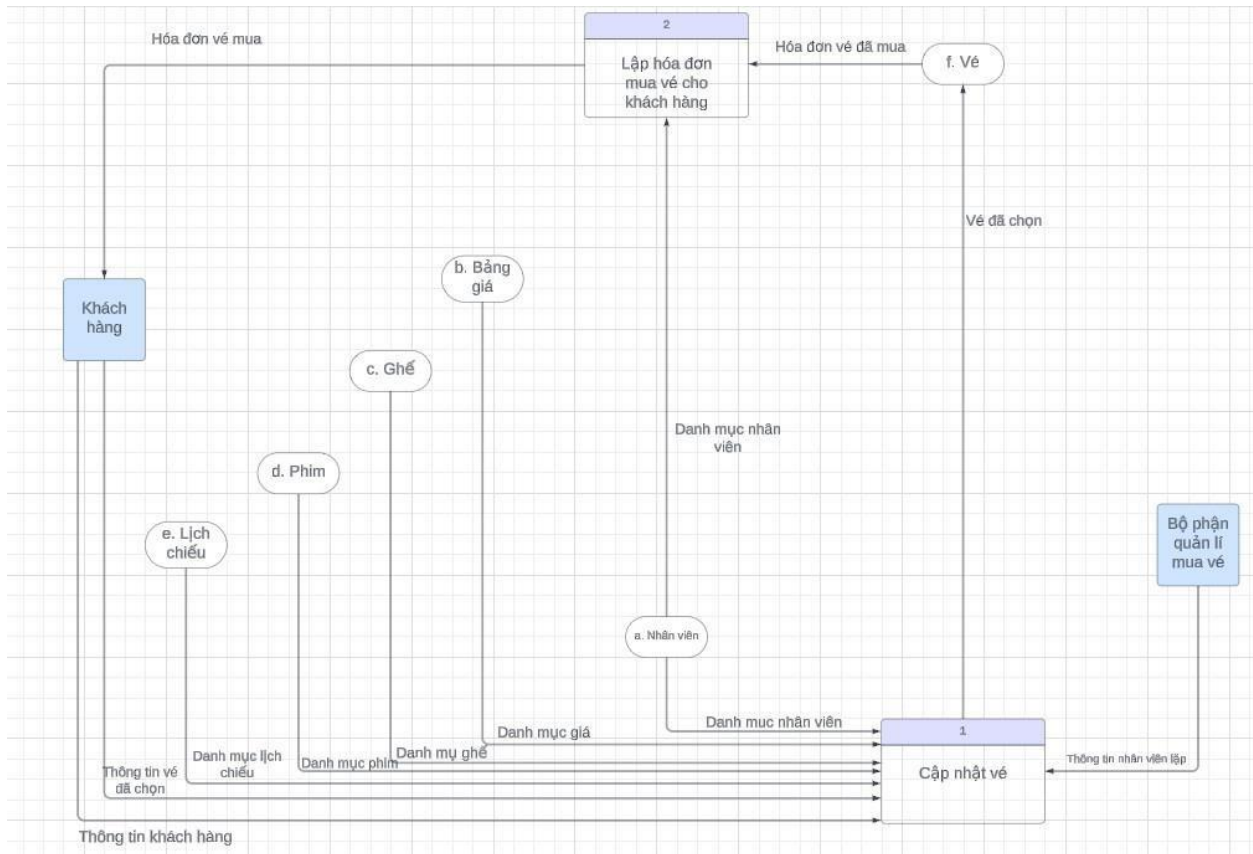 2
Hóa đơn vé mua
Hóa đơn vé đã mua
f. Vé
Lập hóa đơn
mua vé cho
khách hàng
Vé đã chọn
b. Bảng
giá
Khách
hàng
c. Ghế
Danh mục nhân
viên
d. Phim
e. Lịch
chiếu
Bộ phận
quản lí
mua vé
a. Nhân viên
Danh muc nhân viên
1
Danh mục giá
Danh mụ ghế
Danh mục lịch
chiếu
Danh mục phim
Thông tin vé
đã chọn
Cập nhật vé
Thông tin nhân viên lập
Thông tin khách hàng